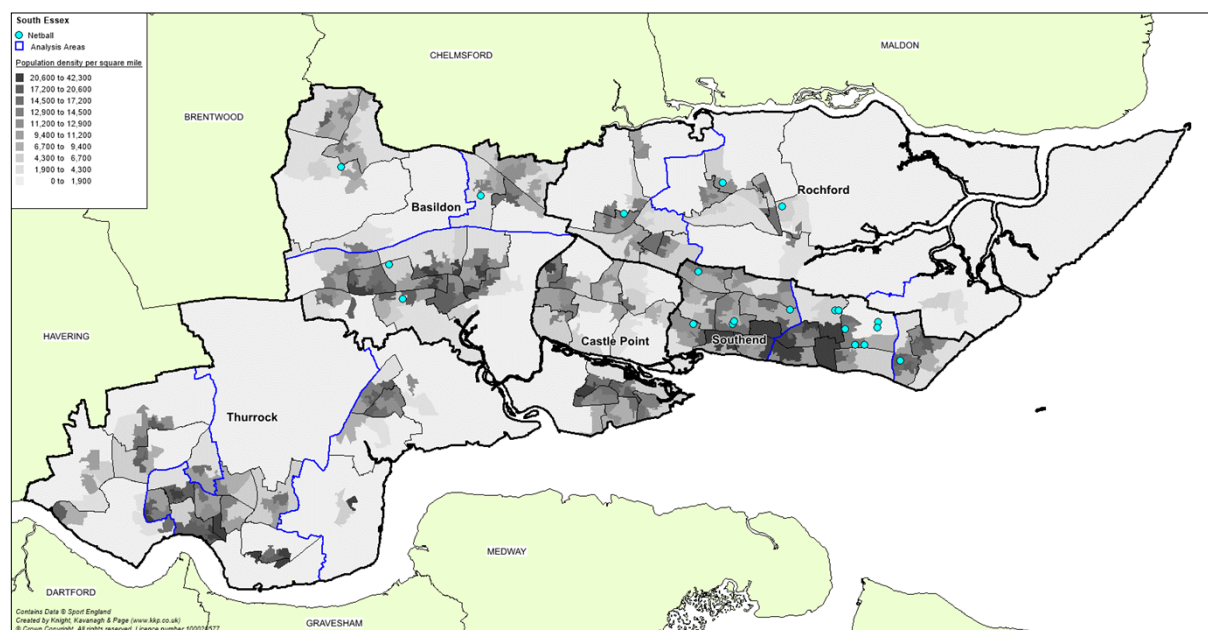 South Essex
Netball
Analysis Areas
Population density per square mile
20,600 to 42,300
17,200 to 20,600
14,500 to 17,200
12,900 to 14,500
11,200 to 12,900
9,400 to 11,200
6,700 to 9,400
4,300 to 6,700
1,900 to 4,300
0 to 1,900
CHELMSFORD
MALDON
BRENTWOOD
Rochford
Basildon
HAVERING
Castle Point
Southend
Thurrock
MEDWAY
DARTFORD
GRAVESHAM
Contains Data © Sport England
Created by Knight, Kavanagh & Page (www.kkp.co.uk)
© Crown Copyright. All rights reserved. Licence number